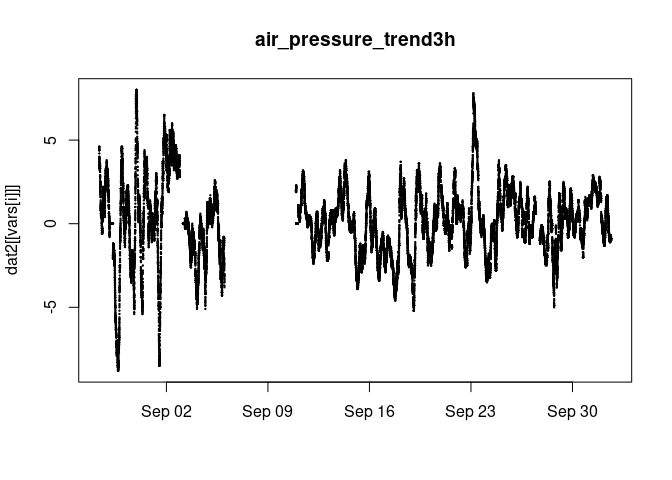 air_pressure_trend3h
dat2[[vars[i]]]
5
0
-5
Sep 02
Sep 09
Sep 16
Sep 23
Sep 30